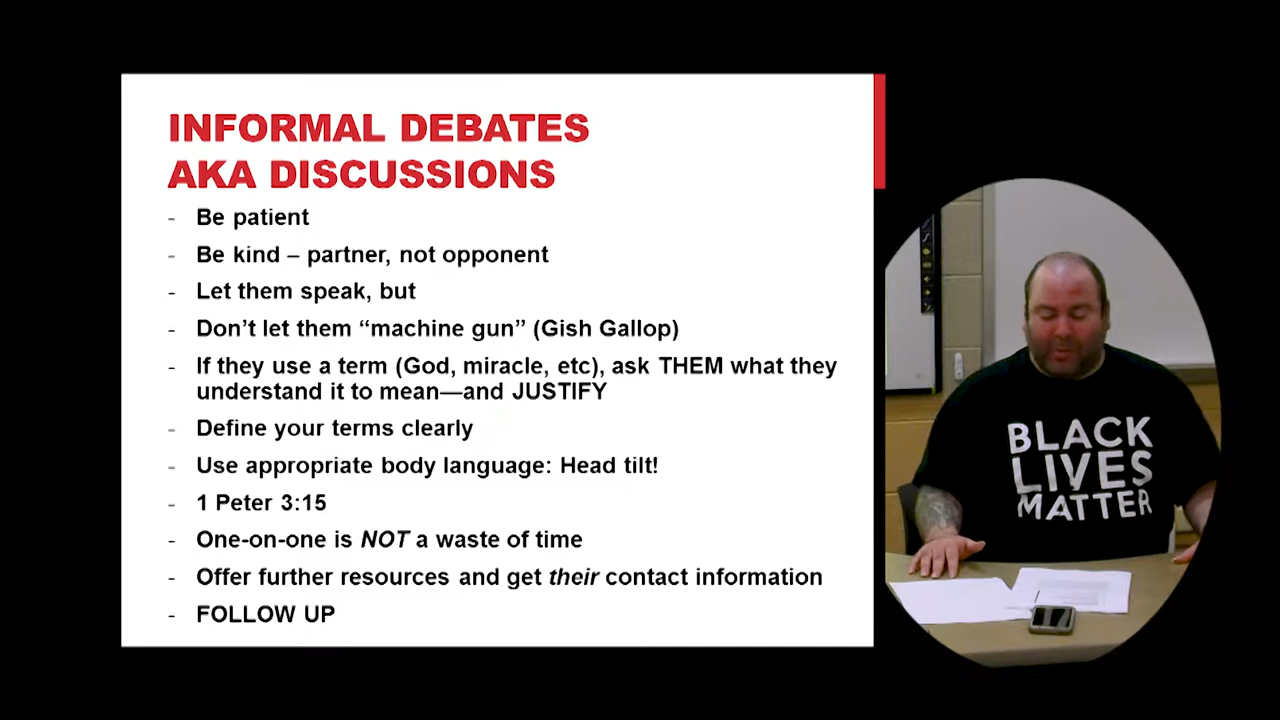 INFORMAL DEBATES
AKA DISCUSSIONS
- Be patient
- Be kind – partner, not opponent
- Let them speak, but
- Don’t let them “machine gun” (Gish Gallop)
- If they use a term (God, miracle, etc), ask THEM what they
understand it to mean—and JUSTIFY
- Define your terms clearly
- Use appropriate body language: Head tilt!
- 1 Peter 3:15
- One-on-one is NOT a waste of time
- Offer further resources and get their contact information
- FOLLOW UP
BLACK
LIVES
MATTER